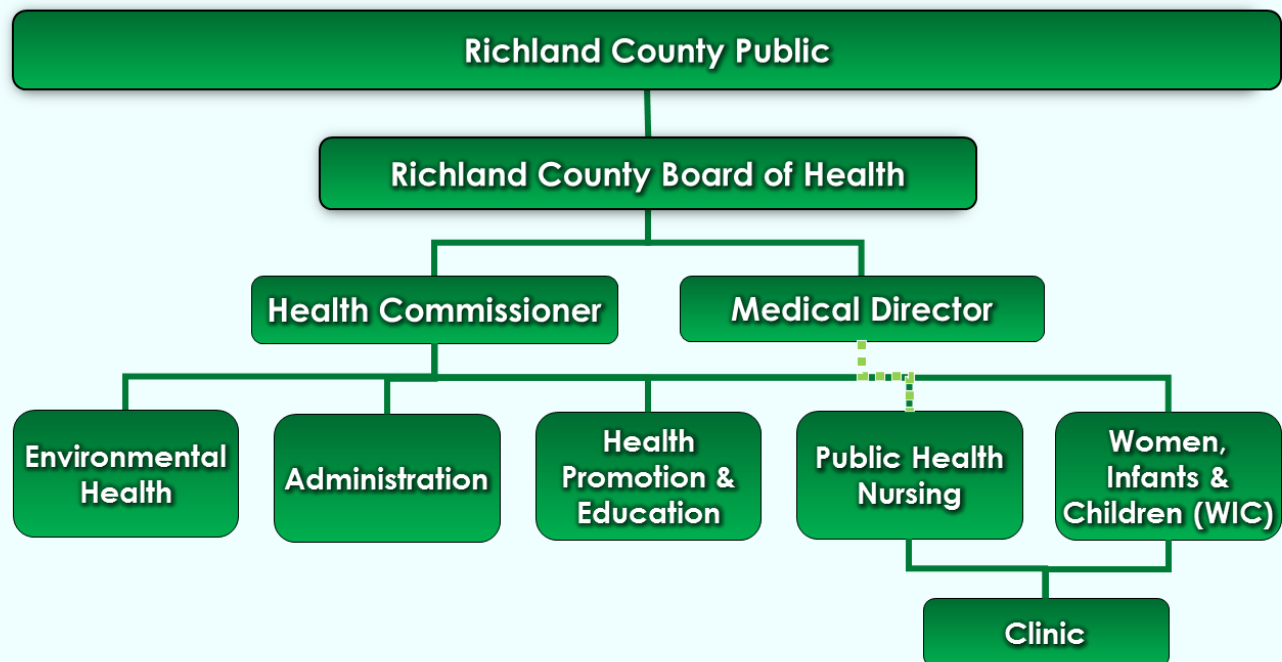 Richland County Public
Richland County Board of Health
Health Commissioner
Medical Director
Environmental
Health
Administration
Health
Promotion &
Education
Public Health
Nursing
Women,
Infants &
Children (WIC)
Clinic